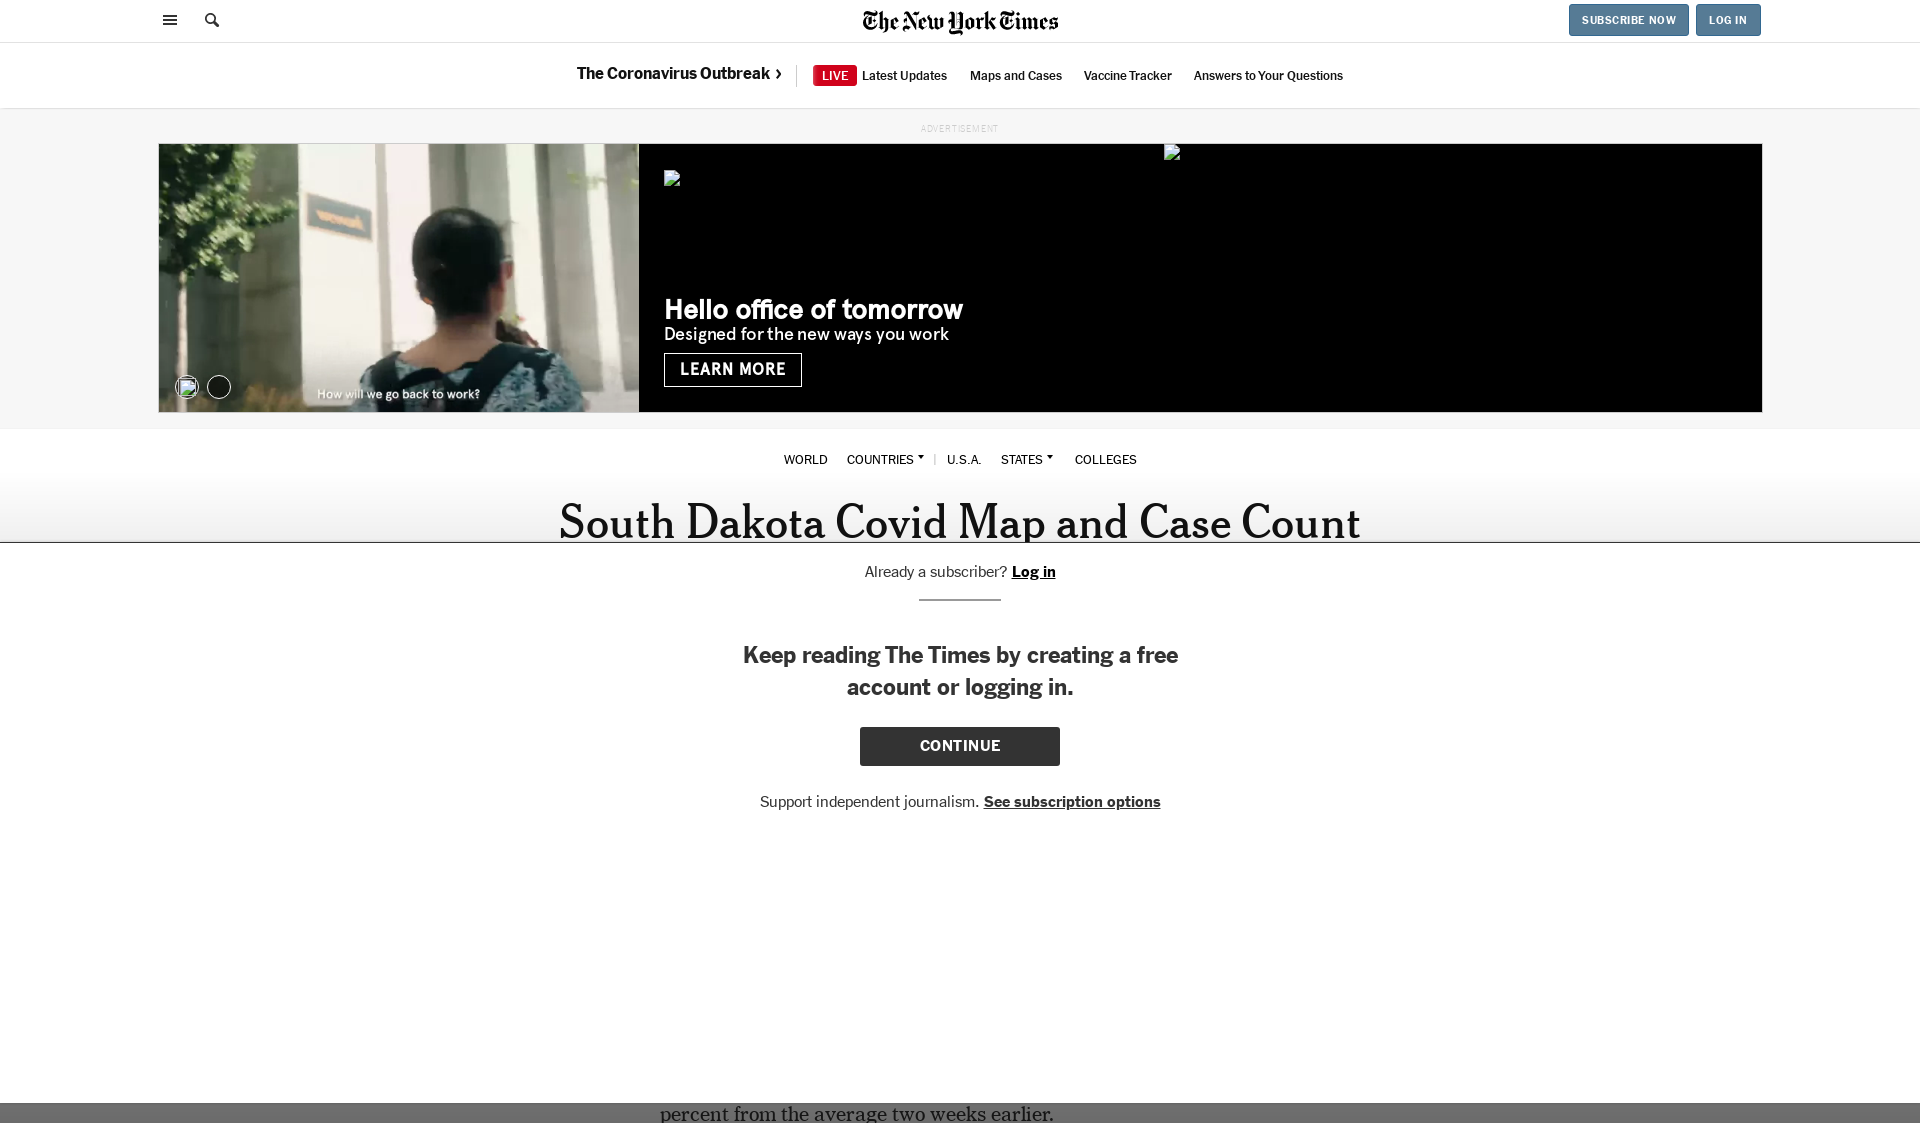 The New York Times
SUBSCRIBE NOW
LOG IN
The Coronavirus Outbreak ›
LIVE Latest Updates
Maps and Cases
Vaccine Tracker
Answers to Your Questions
ADVERTISEMENT
wework
Hello office of tomorrow
Designed for the new ways you work
LEARN MORE
How will we go back to work?
WORLD
COUNTRIES
U.S.A.
STATES
COLLEGES
South Dakota Covid Map and Case Count
Already a subscriber? Log in
Keep reading The Times by creating a free
account or logging in.
CONTINUE
Support independent journalism. See subscription options
percent from the average two weeks earlier.